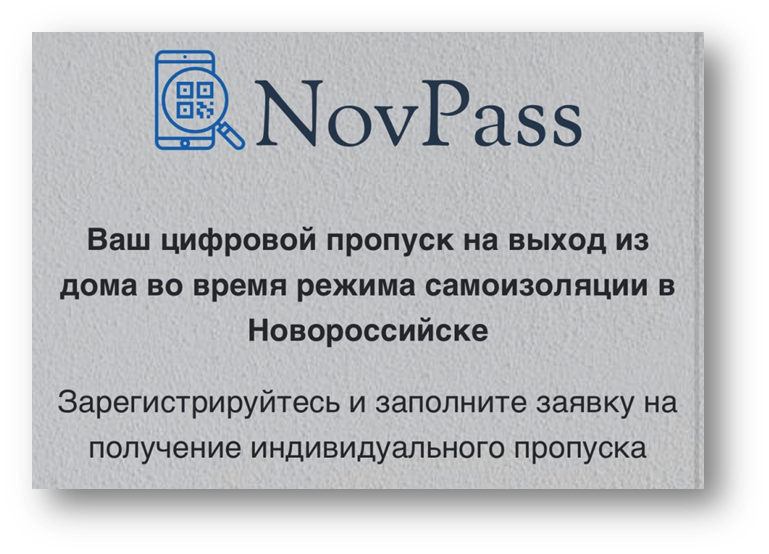 NovPass
Ваш цифровой пропуск на выход из
дома во время режима самоизоляции в
Новороссийске
Зарегистрируйтесь и заполните заявку на
получение индивидуального пропуска